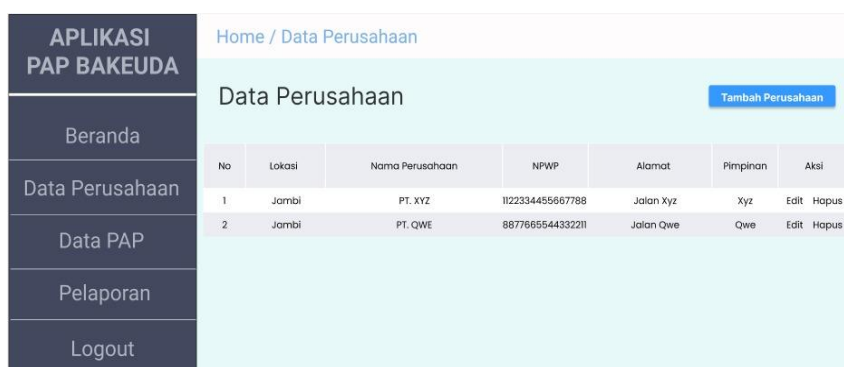 APLIKASI
PAP BAKEUDA
Beranda
Data Perusahaan
Data PAP
Pelaporan
Logout
Home / Data Perusahaan
Data Perusahaan
Tambah Perusahaan
No Lokasi Nama Perusahaan NPWP Alamat Pimpinan Aksi
1 Jambi PT. XYZ 1122334455667788 Jalan Xyz Xyz Edit Hapus
2 Jambi PT. QWE 8877665544332211 Jalan Qwe Qwe Edit Hapus